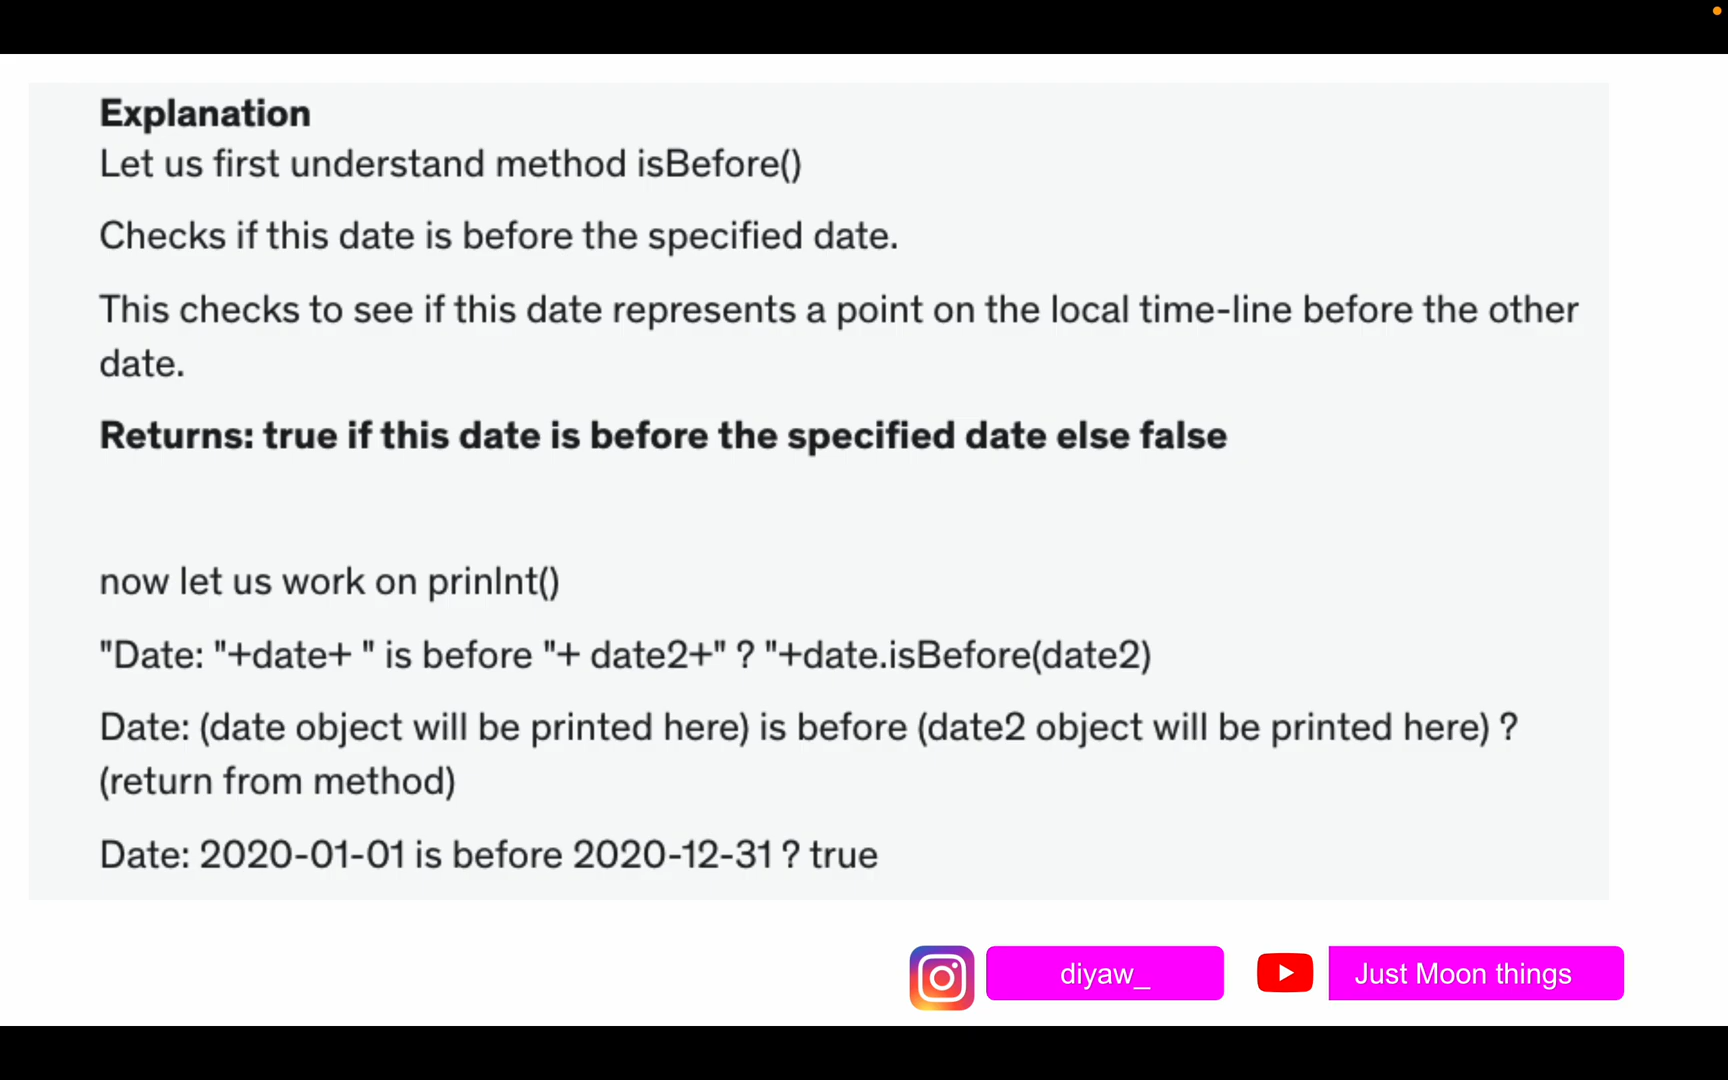 Explanation
Let us first understand method isBefore()
Checks if this date is before the specified date.
This checks to see if this date represents a point on the local time-line before the other
date.
Returns: true if this date is before the specified date else false
now let us work on prinlnt()
"Date: "+date+ " is before "+ date2+" ? "+date.isBefore(date2)
Date: (date object will be printed here) is before (date2 object will be printed here) ?
(return from method)
Date: 2020-01-01 is before 2020-12-31 ? true
diyaw_
Just Moon things